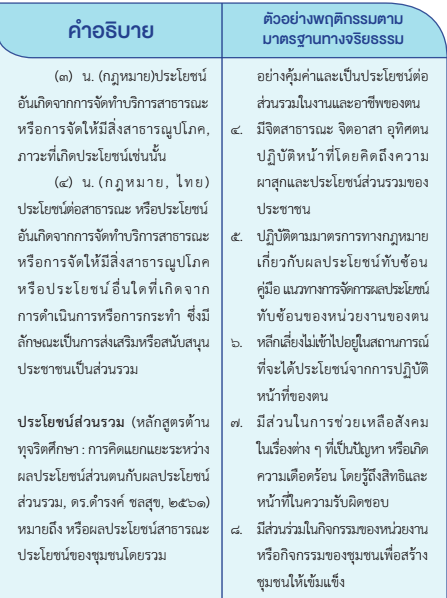 คำอธิบาย
ตัวอย่างพฤติกรรมตาม
มาตรฐานทางจริยธรรม
(๓) น. (กฎหมาย)ประโยชน์
อันเกิดจากการจัดทำบริการสาธารณะ
หรือการจัดให้มีสิ่งสาธารณูปโภค,
ภาวะที่เกิดประโยชน์เช่นนั้น
(๔) น. (กฎหมาย, ไทย)
ประโยชน์ต่อสาธารณะ หรือประโยชน์
อันเกิดจากการจัดทำบริการสาธารณะ
หรือการจัดให้มีสิ่งสาธารณูปโภค
หรือประโยชน์อื่นใดที่เกิดจาก
การดำเนินการหรือการกระทำ ซึ่งมี
ลักษณะเป็นการส่งเสริมหรือสนับสนุน
ประชาชนเป็นส่วนรวม
ประโยชน์ส่วนรวม (หลักสูตรต้าน
ทุจริตศึกษา : การคิดแยกแยะระหว่าง
ผลประโยชน์ส่วนตนกับผลประโยชน์
ส่วนรวม, ดร.ดำรงค์ ชลสุข, ๒๕๖๑)
หมายถึง หรือผลประโยชน์สาธารณะ
ประโยชน์ของชุมชนโดยรวม
อย่างคุ้มค่าและเป็นประโยชน์ต่อ
ส่วนรวมในงานและอาชีพของตน
๔. มีจิตสาธารณะ จิตอาสา อุทิศตน
ปฏิบัติหน้าที่โดยคิดถึงความ
ผาสุกและประโยชน์ส่วนรวมของ
ประชาชน
๕. ปฏิบัติตามมาตรการทางกฎหมาย
เกี่ยวกับผลประโยชน์ทับซ้อน
คู่มือ แนวทางการจัดการผลประโยชน์
ทับซ้อนของหน่วยงานของตน
๖. หลีกเลี่ยงไม่เข้าไปอยู่ในสถานการณ์
ที่จะได้ประโยชน์จากการปฏิบัติ
หน้าที่ของตน
๗. มีส่วนในการช่วยเหลือสังคม
ในเรื่องต่าง ๆ ที่เป็นปัญหา หรือเกิด
ความเดือดร้อน โดยรู้ถึงสิทธิและ
หน้าที่ในความรับผิดชอบ
๘. มีส่วนร่วมในกิจกรรมของหน่วยงาน
หรือกิจกรรมของชุมชนเพื่อสร้าง
ชุมชนให้เข้มแข็ง